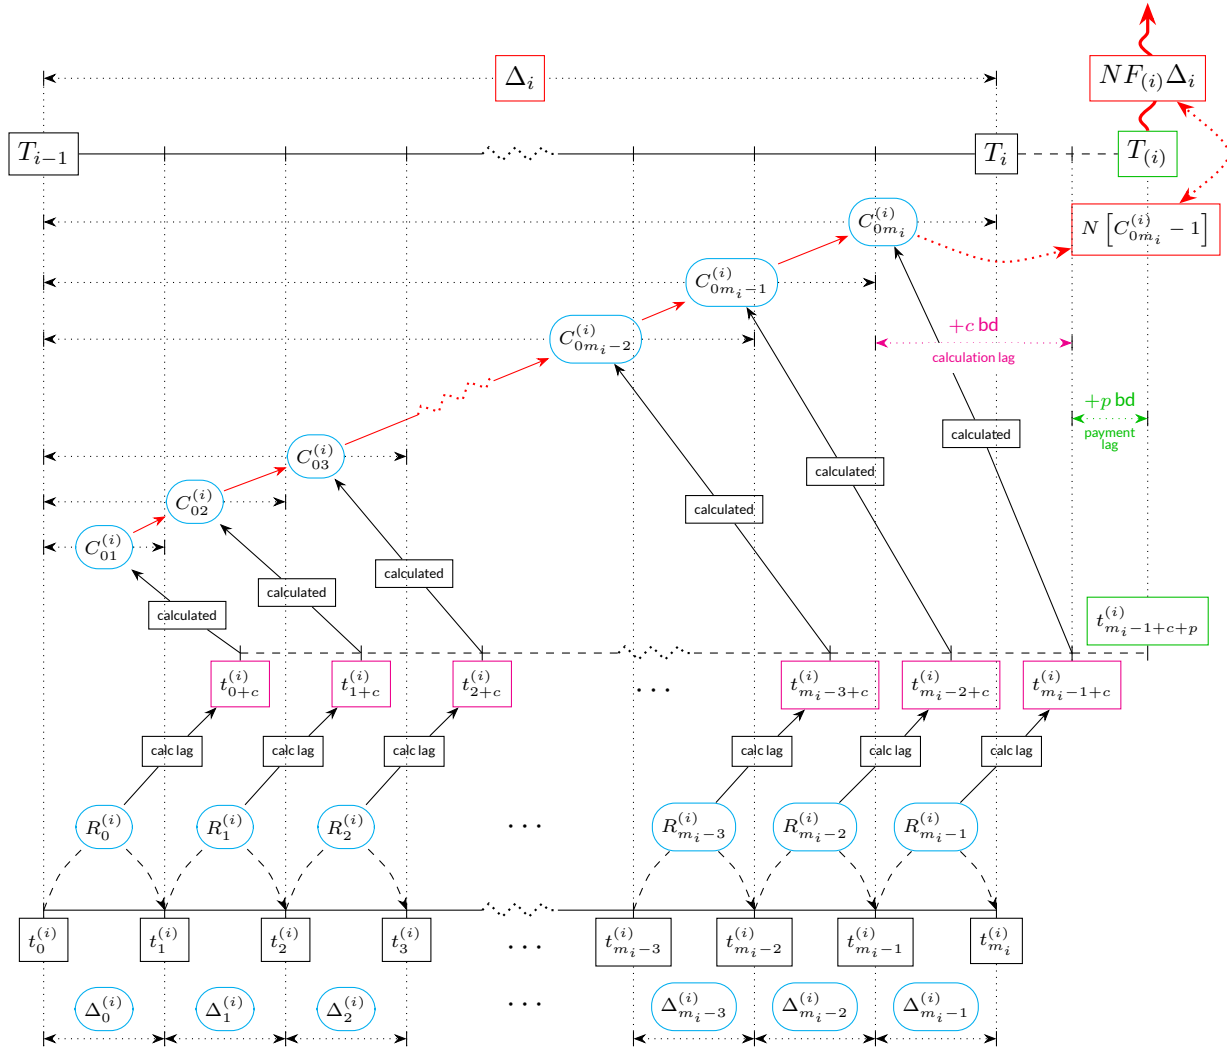 Δ_i
NF_{(i)}Δ_i
T_{i−1}
T_i
T_{(i)}
C_{0m_i}^{(i)}
N[C_{0m_i}^{(i)} − 1]
C_{0m_i−1}^{(i)}
C_{0m_i−2}^{(i)}
+c bd
calculation lag
+p bd
payment
lag
calculated
C_{03}^{(i)}
calculated
C_{02}^{(i)}
calculated
C_{01}^{(i)}
calculated
calculated
calculated
t_{m_i−1+c+p}^{(i)}
t_{0+c}^{(i)} t_{1+c}^{(i)} t_{2+c}^{(i)} ··· t_{m_i−3+c}^{(i)} t_{m_i−2+c}^{(i)} t_{m_i−1+c}^{(i)}
calc lag calc lag calc lag calc lag calc lag calc lag
R_0^{(i)} R_1^{(i)} R_2^{(i)} ··· R_{m_i−3}^{(i)} R_{m_i−2}^{(i)} R_{m_i−1}^{(i)}
t_0^{(i)} t_1^{(i)} t_2^{(i)} t_3^{(i)} ··· t_{m_i−3}^{(i)} t_{m_i−2}^{(i)} t_{m_i−1}^{(i)} t_{m_i}^{(i)}
Δ_0^{(i)} Δ_1^{(i)} Δ_2^{(i)} ··· Δ_{m_i−3}^{(i)} Δ_{m_i−2}^{(i)} Δ_{m_i−1}^{(i)}